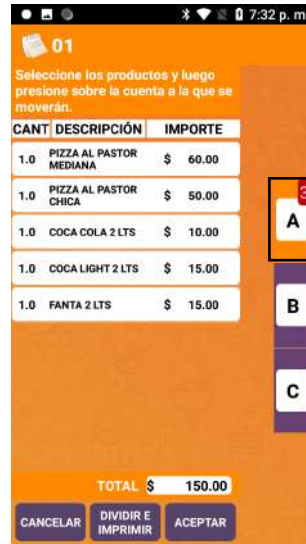 7:32 p. m
01
Seleccione los productos y luego
presione sobre la cuenta a la que se
moverán.
CANT DESCRIPCIÓN IMPORTE
1.0 PIZZA AL PASTOR MEDIANA $ 60.00
1.0 PIZZA AL PASTOR CHICA $ 50.00
1.0 COCA COLA 2 LTS $ 10.00
1.0 COCA LIGHT 2 LTS $ 15.00
1.0 FANTA 2 LTS $ 15.00
3
A
B
C
TOTAL $ 150.00
CANCELAR
DIVIDIR E
IMPRIMIR
ACEPTAR